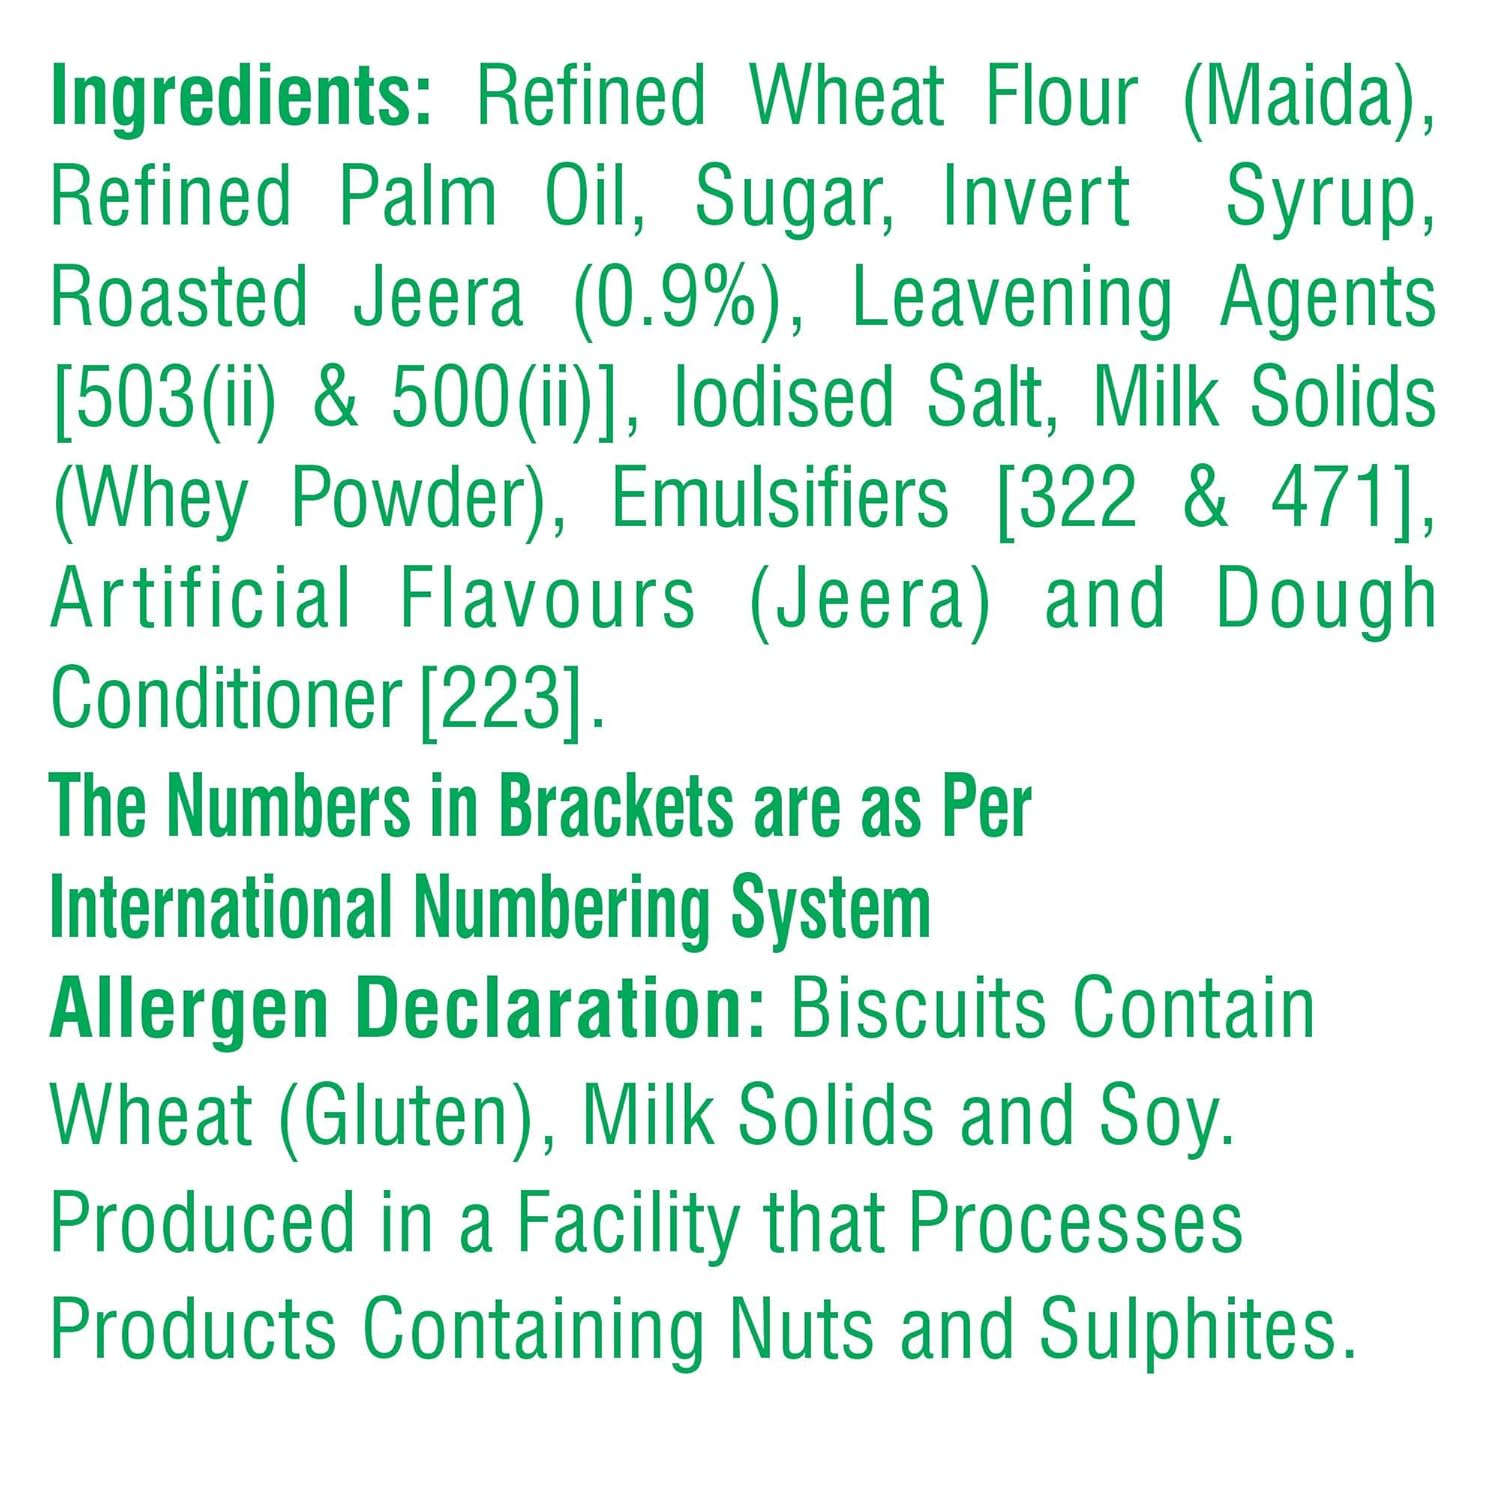 Ingredients: Refined Wheat Flour (Maida),
Refined Palm Oil, Sugar, Invert Syrup,
Roasted Jeera (0.9%), Leavening Agents
[503(ii) & 500(ii)], Iodised Salt, Milk Solids
(Whey Powder), Emulsifiers [322 & 471],
Artificial Flavours (Jeera) and Dough
Conditioner [223].
The Numbers in Brackets are as Per
International Numbering System
Allergen Declaration: Biscuits Contain
Wheat (Gluten), Milk Solids and Soy.
Produced in a Facility that Processes
Products Containing Nuts and Sulphites.